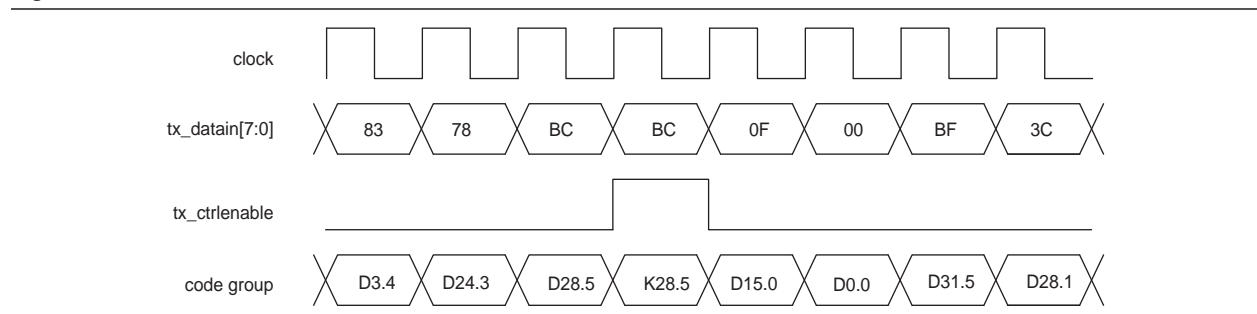 clock
tx_datain[7:0] 83 78 BC BC 0F 00 BF 3C
tx_ctrlenable
code group D3.4 D24.3 D28.5 K28.5 D15.0 D0.0 D31.5 D28.1